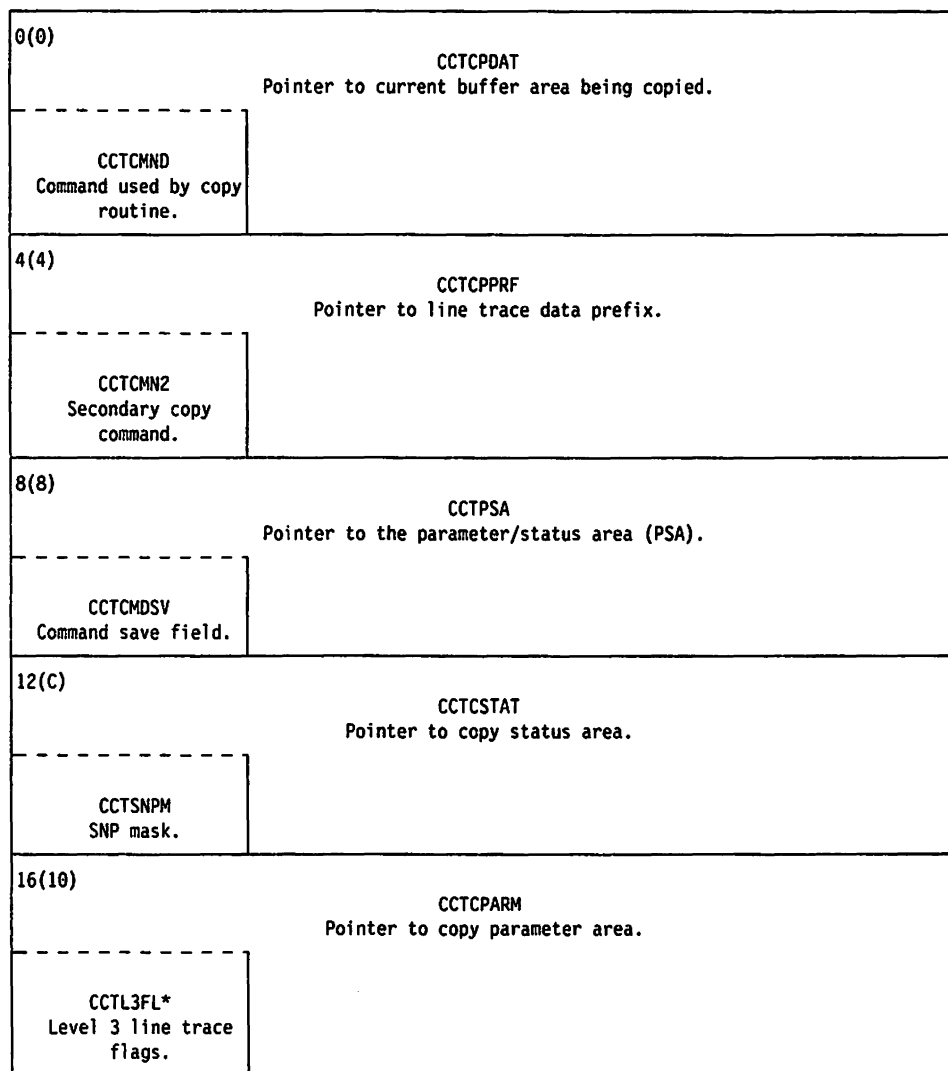 0(0)
CCTCPDAT
Pointer to current buffer area being copied.
CCTCMND
Command used by copy
routine.
4(4)
CCTCPPRF
Pointer to line trace data prefix.
CCTCMN2
Secondary copy
command.
8(8)
CCTPSA
Pointer to the parameter/status area (PSA).
CCTCMDSV
Command save field.
12(C)
CCTCSTAT
Pointer to copy status area.
CCTSNPM
SNP mask.
16(10)
CCTCPARM
Pointer to copy parameter area.
CCTL3FL*
Level 3 line trace
flags.